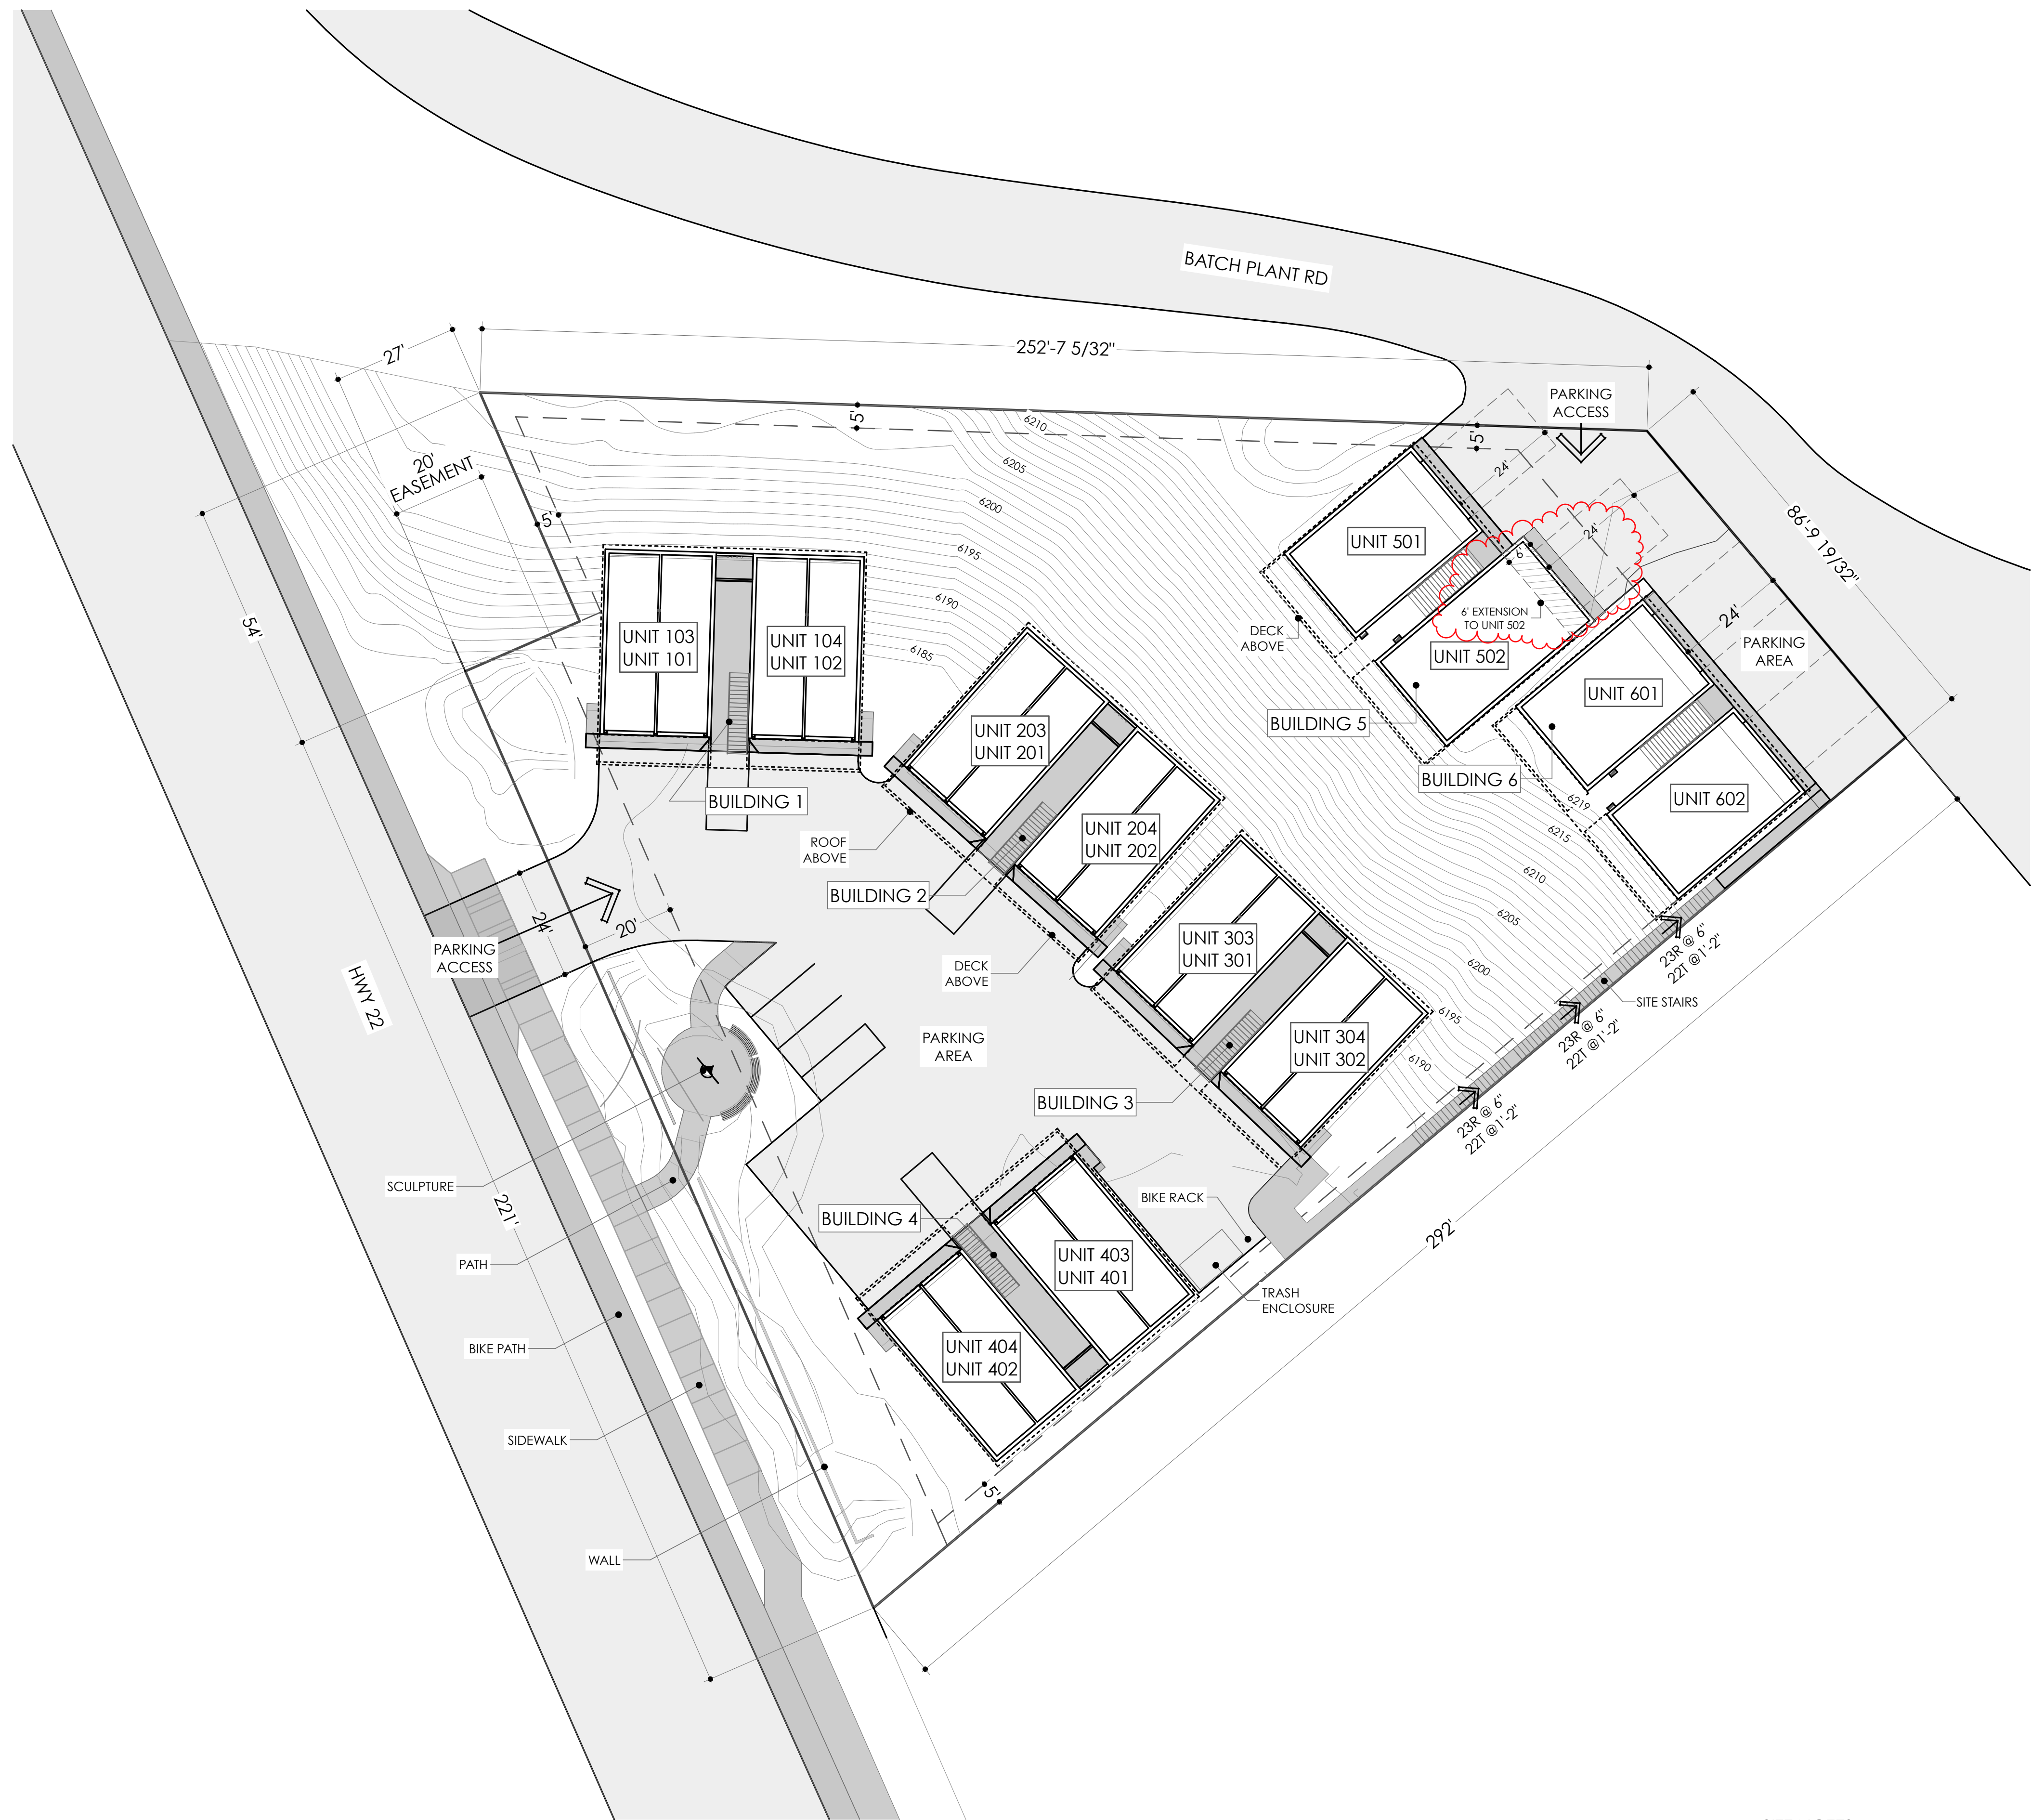 BATCH PLANT RD
252'-7 5/32"
27'
PARKING
ACCESS
5'
5'
6210
6205
20'
EASEMENT
24'
6200
5'
86'-9 19/32"
24'
UNIT 501
6'
6195
6190
6' EXTENSION
TO UNIT 502
24'
54'
UNIT 103
UNIT 101
UNIT 104
UNIT 102
DECK
ABOVE
UNIT 502
PARKING
AREA
6185
UNIT 601
BUILDING 5
UNIT 203
UNIT 201
BUILDING 6
BUILDING 1
UNIT 602
6219
6215
ROOF
ABOVE
UNIT 204
UNIT 202
BUILDING 2
6210
6205
24'
20'
PARKING
ACCESS
DECK
ABOVE
UNIT 303
UNIT 301
6200
23R @ 6"
22T @1'-2"
HWY 22
SITE STAIRS
6195
23R @ 6"
22T @1'-2"
PARKING
AREA
UNIT 304
UNIT 302
6190
BUILDING 3
23R @ 6"
22T @1'-2"
SCULPTURE
221'
BIKE RACK
BUILDING 4
292'
PATH
UNIT 403
UNIT 401
TRASH
ENCLOSURE
BIKE PATH
UNIT 404
UNIT 402
SIDEWALK
5'
WALL